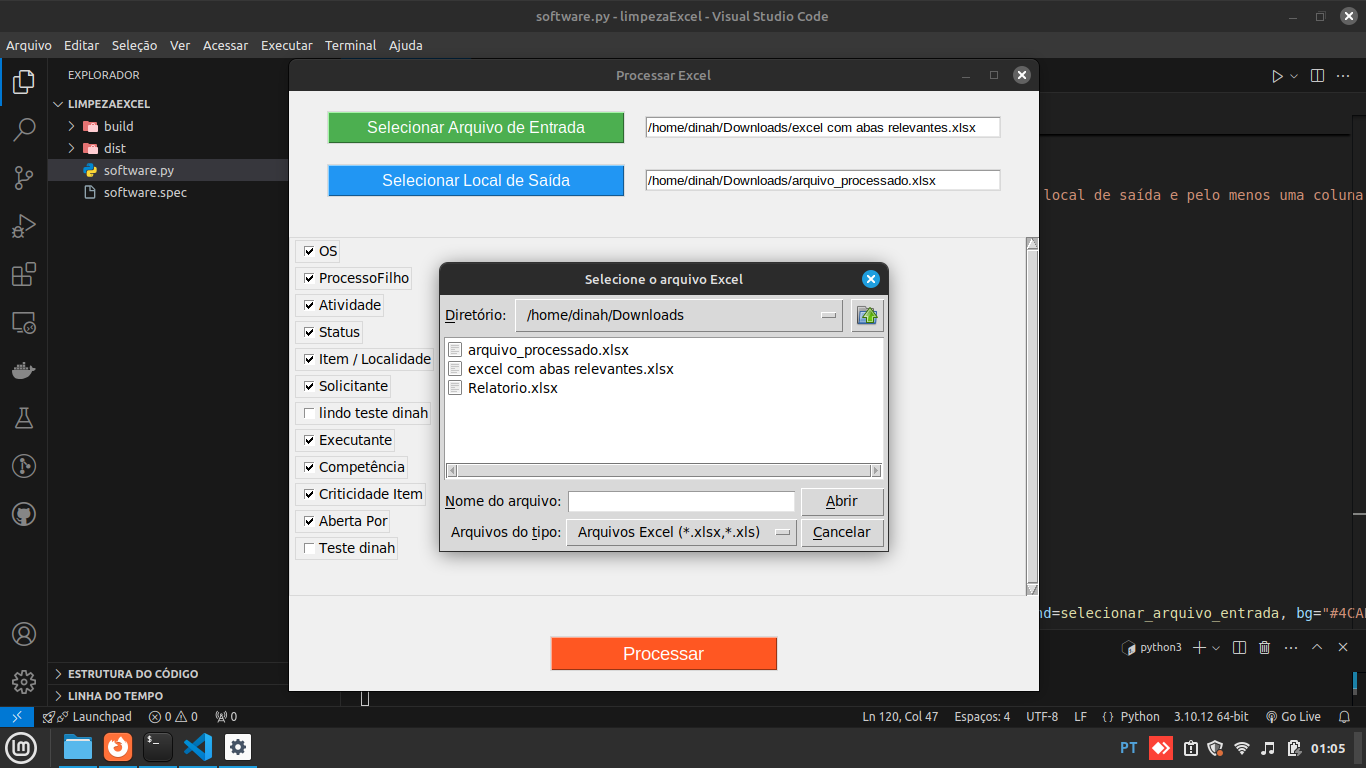 software.py - limpezaExcel - Visual Studio Code
Arquivo Editar Seleção Ver Acessar Executar Terminal Ajuda
EXPLORADOR
LIMPEZAEXCEL
build
dist
software.py
software.spec
Processar Excel
Selecionar Arquivo de Entrada
/home/dinah/Downloads/excel com abas relevantes.xlsx
Selecionar Local de Saída
/home/dinah/Downloads/arquivo_processado.xlsx
local de saída e pelo menos uma coluna
OS
ProcessoFilho
Atividade
Status
Item / Localidade
Solicitante
lindo teste dinah
Executante
Competência
Criticidade Item
Aberta Por
Teste dinah
Selecione o arquivo Excel
Diretório: /home/dinah/Downloads
arquivo_processado.xlsx
excel com abas relevantes.xlsx
Relatorio.xlsx
Nome do arquivo: Abrir
Arquivos do tipo: Arquivos Excel (*.xlsx,*.xls) Cancelar
Processar
nd=selecionar_arquivo_entrada, bg="#4CA
python3
ESTRUTURA DO CÓDIGO
LINHA DO TEMPO
Launchpad 0 0 0 Ln 120, Col 47 Espaços: 4 UTF-8 LF { } Python 3.10.12 64-bit Go Live
PT 01:05